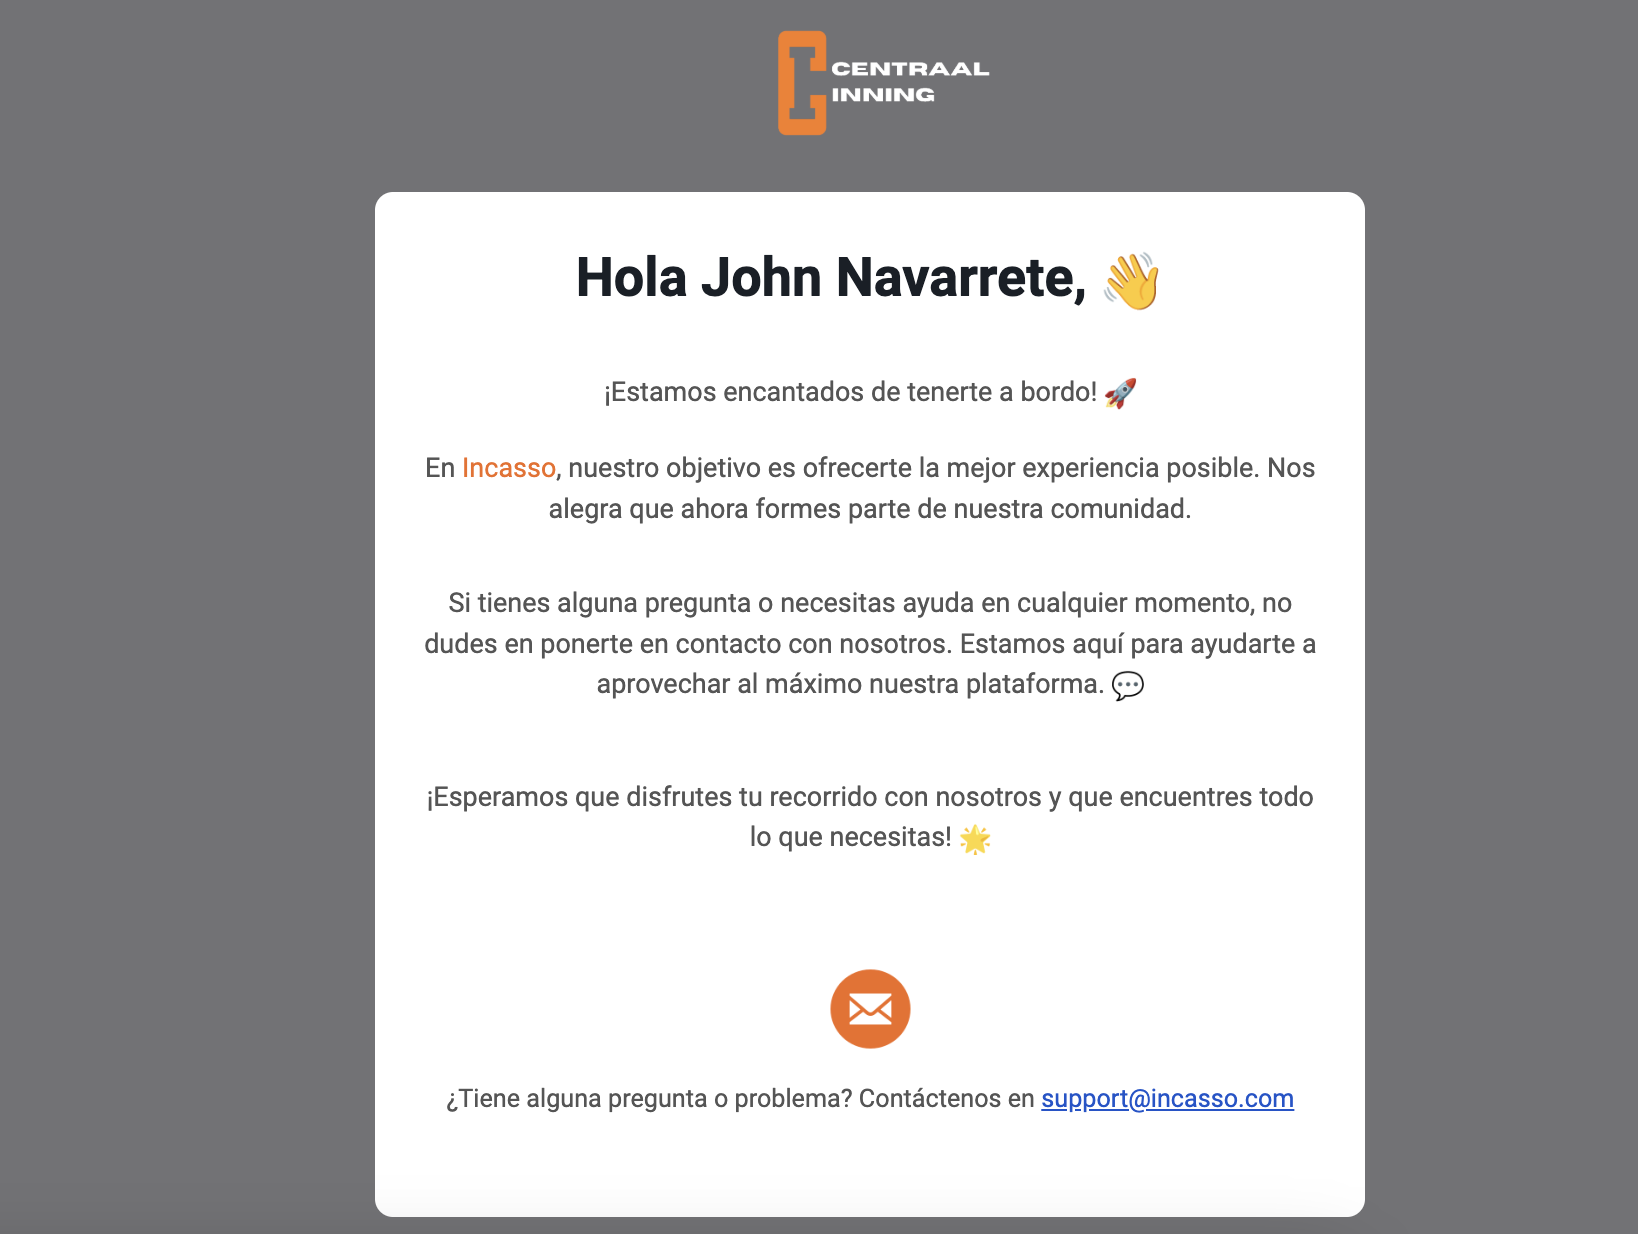 CENTRAAL
INNING
Hola John Navarrete, 👋
¡Estamos encantados de tenerte a bordo! 🚀
En Incasso, nuestro objetivo es ofrecerte la mejor experiencia posible. Nos
alegra que ahora formes parte de nuestra comunidad.
Si tienes alguna pregunta o necesitas ayuda en cualquier momento, no
dudes en ponerte en contacto con nosotros. Estamos aquí para ayudarte a
aprovechar al máximo nuestra plataforma. 💬
¡Esperamos que disfrutes tu recorrido con nosotros y que encuentres todo
lo que necesitas! 🌟
¿Tiene alguna pregunta o problema? Contáctenos en support@incasso.com